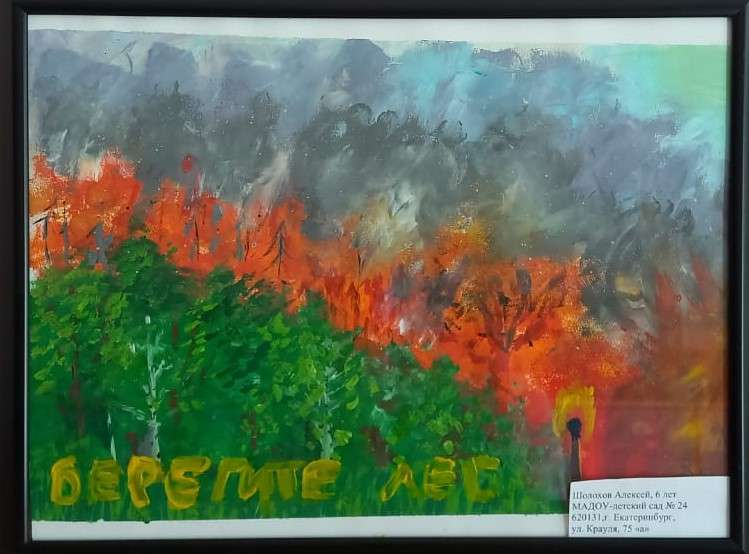 БЕРЕГИТЕ ЛЕС
Шолохов Алексей, 6 лет
МАДОУ-детский сад № 24
620131,г. Екатеринбург,
ул. Крауля, 75 «а»